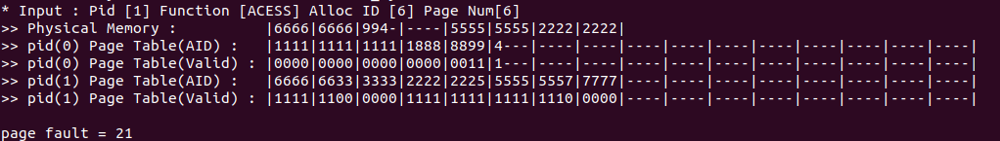 * Input : Pid [1] Function [ACESS] Alloc ID [6] Page Num[6]
>> Physical Memory :           |6666|6666|994-|----|5555|5555|2222|2222|
>> pid(0) Page Table(AID) :    |1111|1111|1111|1888|8899|4---|----|----|----|----|----|----|----|----|----|----|
>> pid(0) Page Table(Valid) :  |0000|0000|0000|0000|0011|1---|----|----|----|----|----|----|----|----|----|----|
>> pid(1) Page Table(AID) :    |6666|6633|3333|2222|2225|5555|5557|7777|----|----|----|----|----|----|----|----|
>> pid(1) Page Table(Valid) :  |1111|1100|0000|1111|1111|1111|1110|0000|----|----|----|----|----|----|----|----|
page fault = 21